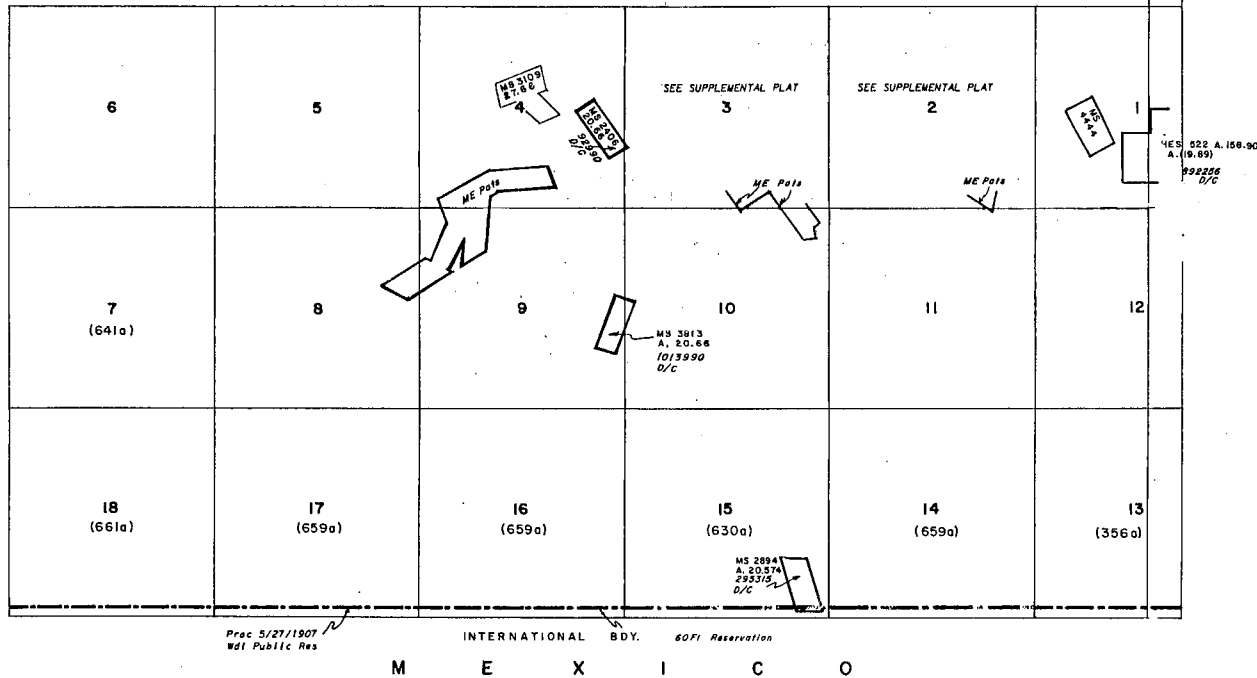 6
5
4
MS 3109
27.66
MS 2406
20.66
92990
D/C
SEE SUPPLEMENTAL PLAT
3
SEE SUPPLEMENTAL PLAT
2
1
MS
4444
HES 522 A.158.90
A.(19.89)
892256
D/C
ME Pats
ME Pats
ME Pats
7
(641a)
8
9
10
11
12
MS 3813
A, 20.66
1013990
D/C
18
(661a)
17
(659a)
16
(659a)
15
(630a)
14
(659a)
13
(356a)
MS 2894
A. 20.574
295315
D/C
Proc 5/27/1907
Wdl Public Res
INTERNATIONAL BDY. 60Ft Reservation
MEXICO